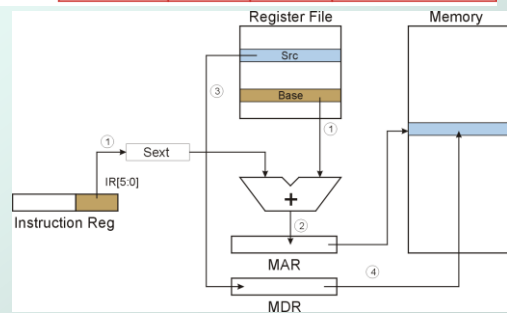 Register File
Memory
Src
③
Base
①
①
Sext
IR[5:0]
+
Instruction Reg
②
MAR
④
MDR